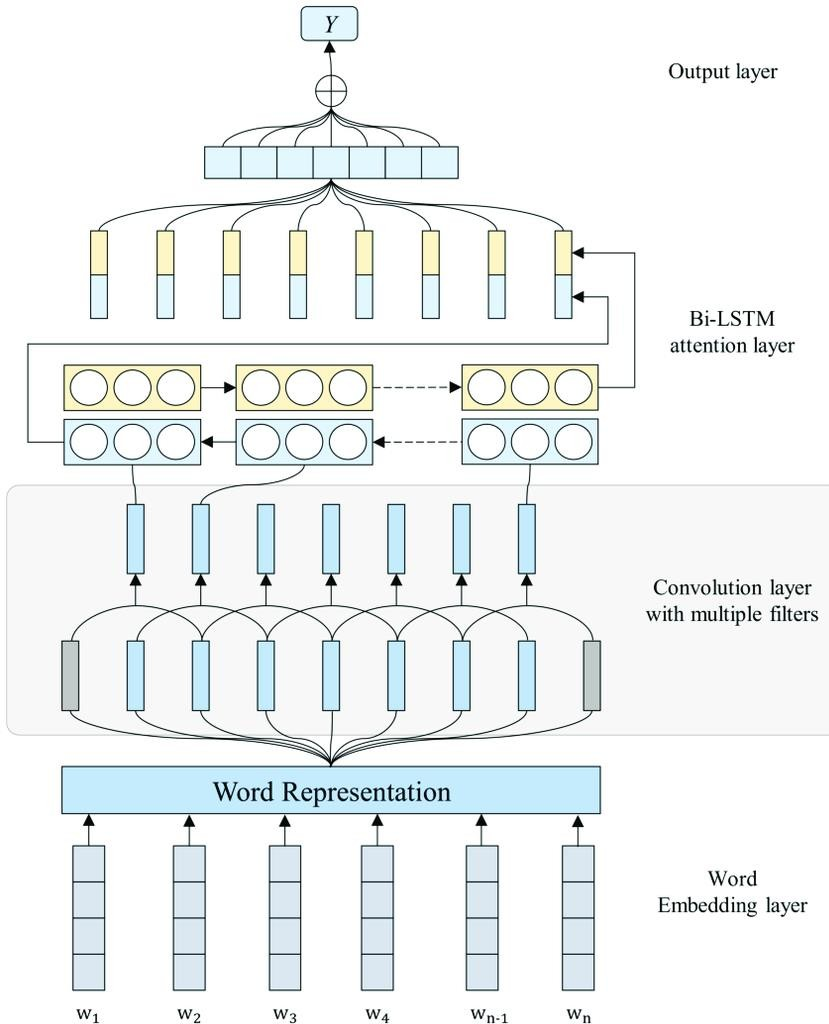 Y
Output layer
Bi-LSTM
attention layer
Convolution layer
with multiple filters
Word Representation
Word
Embedding layer
w₁ w₂ w₃ w₄ wₙ₋₁ wₙ